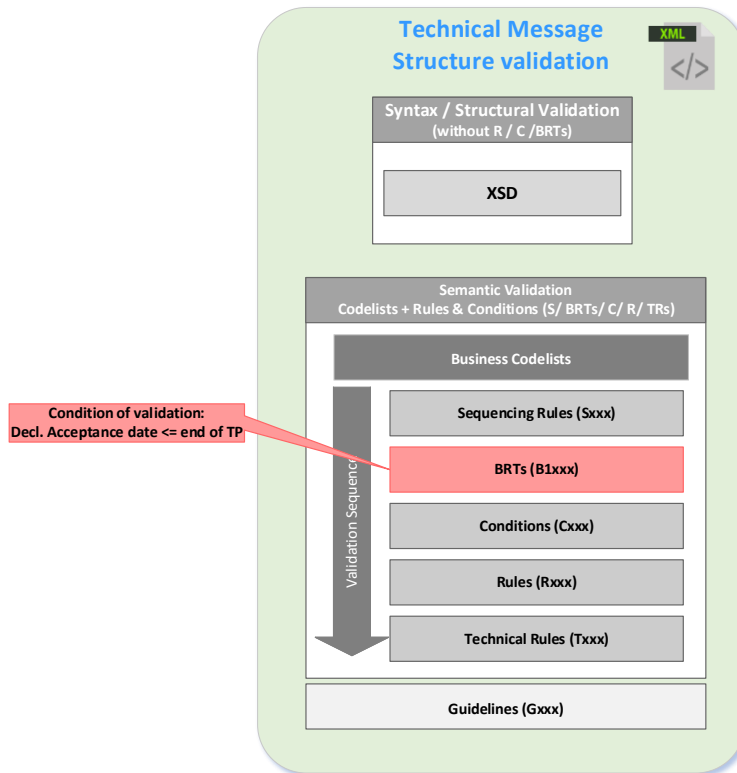 Technical Message
Structure validation
XML
</>
Syntax / Structural Validation
(without R / C /BRTs)
XSD
Semantic Validation
Codelists + Rules & Conditions (S/ BRTs/ C/ R/ TRs)
Business Codelists
Condition of validation:
Decl. Acceptance date <= end of TP
Validation Sequence
Sequencing Rules (Sxxx)
BRTs (B1xxx)
Conditions (Cxxx)
Rules (Rxxx)
Technical Rules (Txxx)
Guidelines (Gxxx)